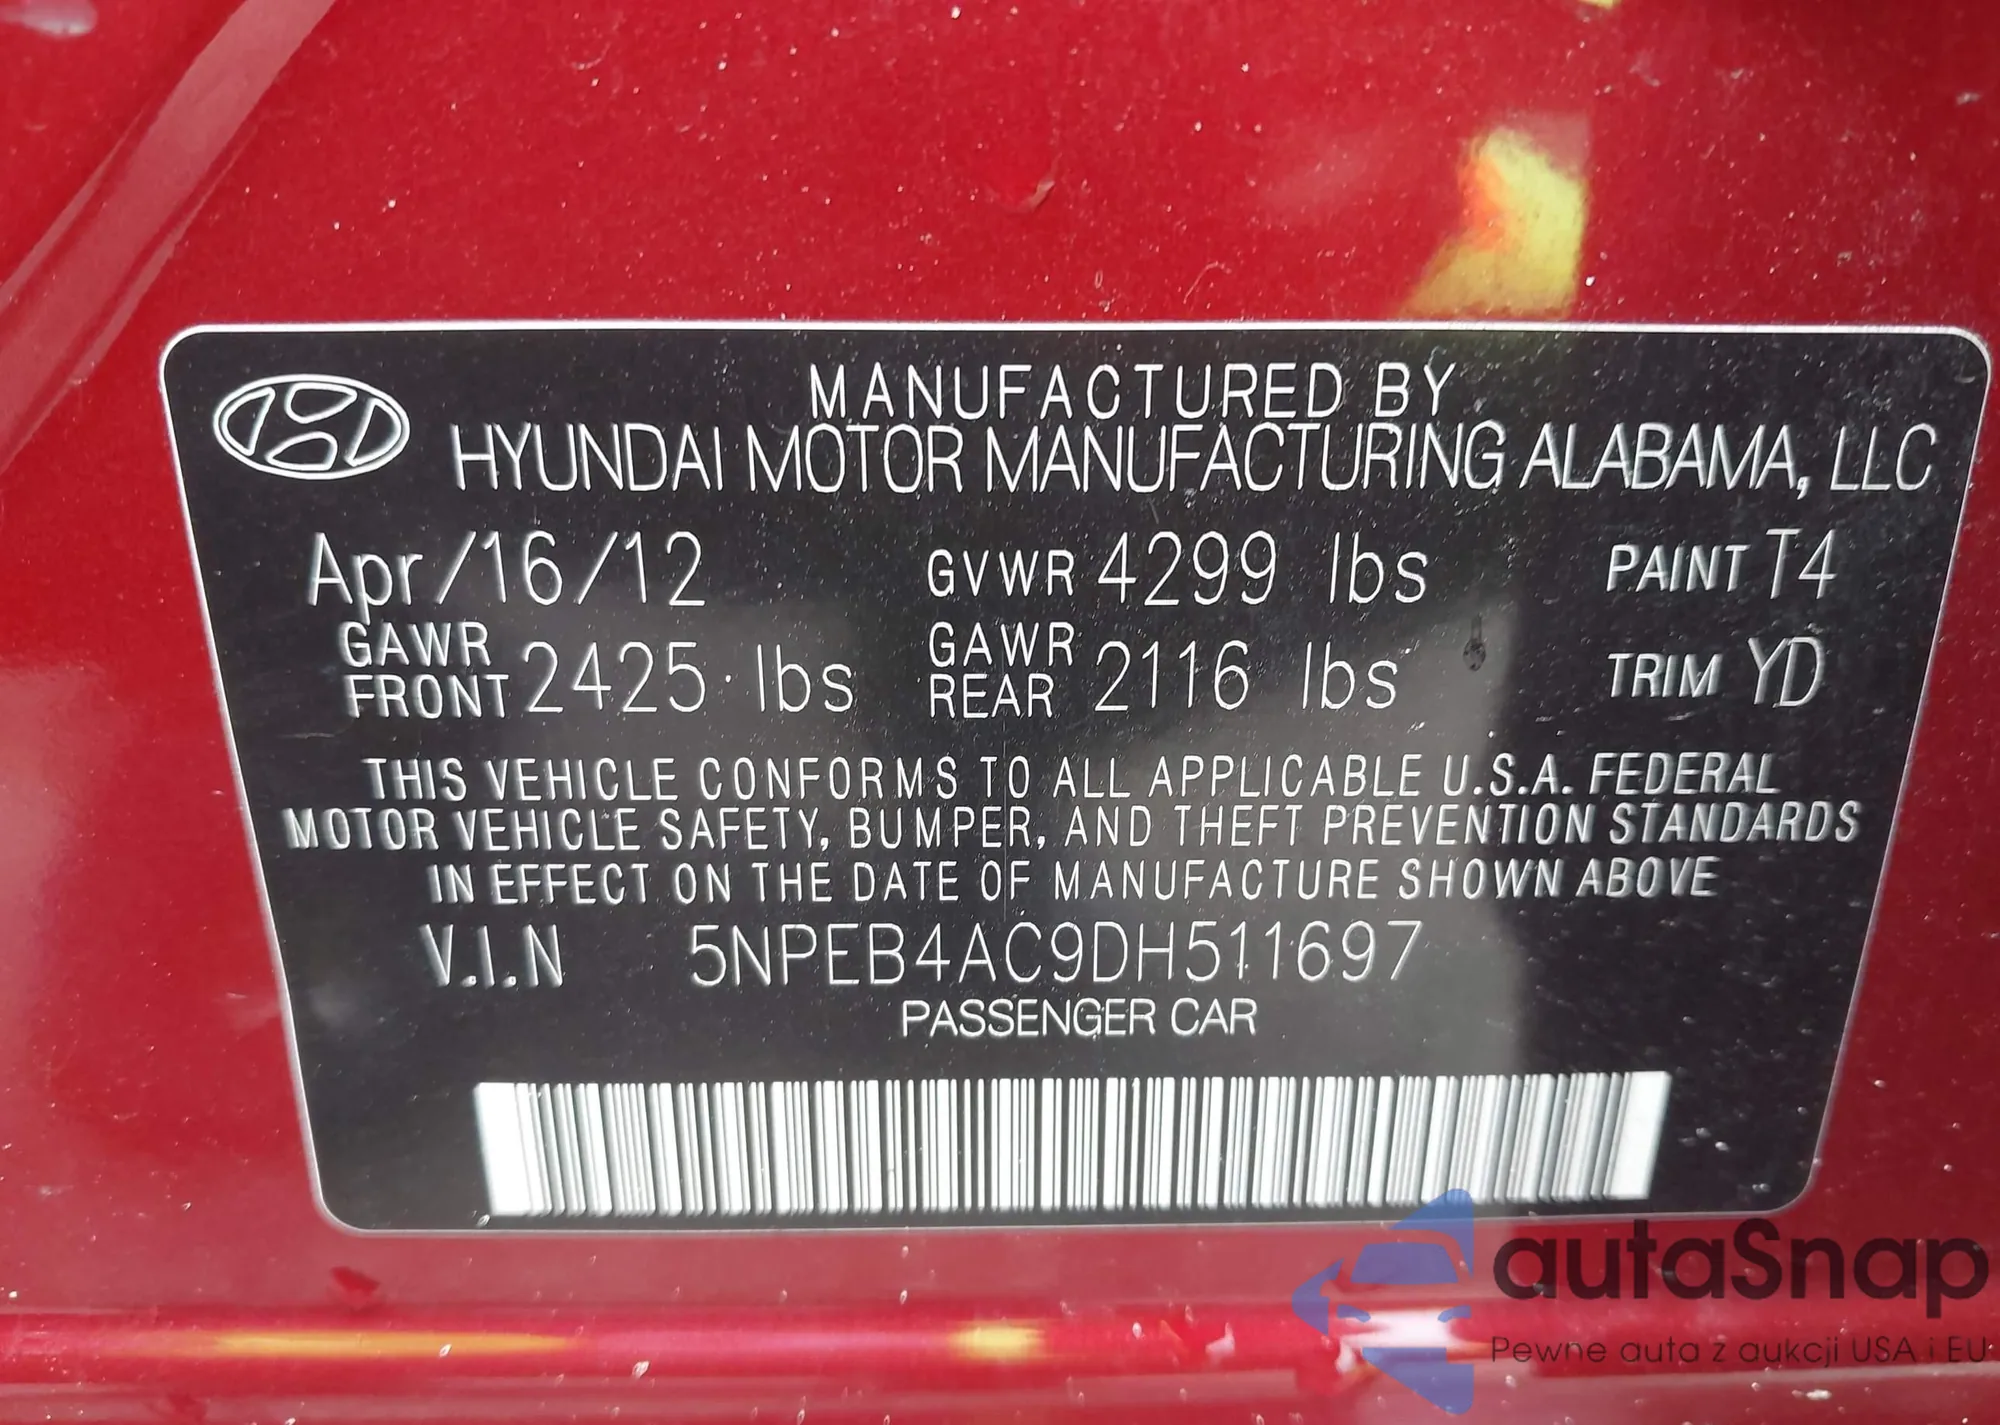 MANUFACTURED BY
HYUNDAI MOTOR MANUFACTURING ALABAMA, LLC
Apr/16/12 GVWR 4299 lbs PAINT T4
GAWR FRONT 2425 lbs GAWR REAR 2116 lbs TRIM YD
THIS VEHICLE CONFORMS TO ALL APPLICABLE U.S.A. FEDERAL
MOTOR VEHICLE SAFETY, BUMPER, AND THEFT PREVENTION STANDARDS
IN EFFECT ON THE DATE OF MANUFACTURE SHOWN ABOVE
V.I.N 5NPEB4AC9DH511697
PASSENGER CAR
autaSnap
Pewne auta z aukcji USA i EU